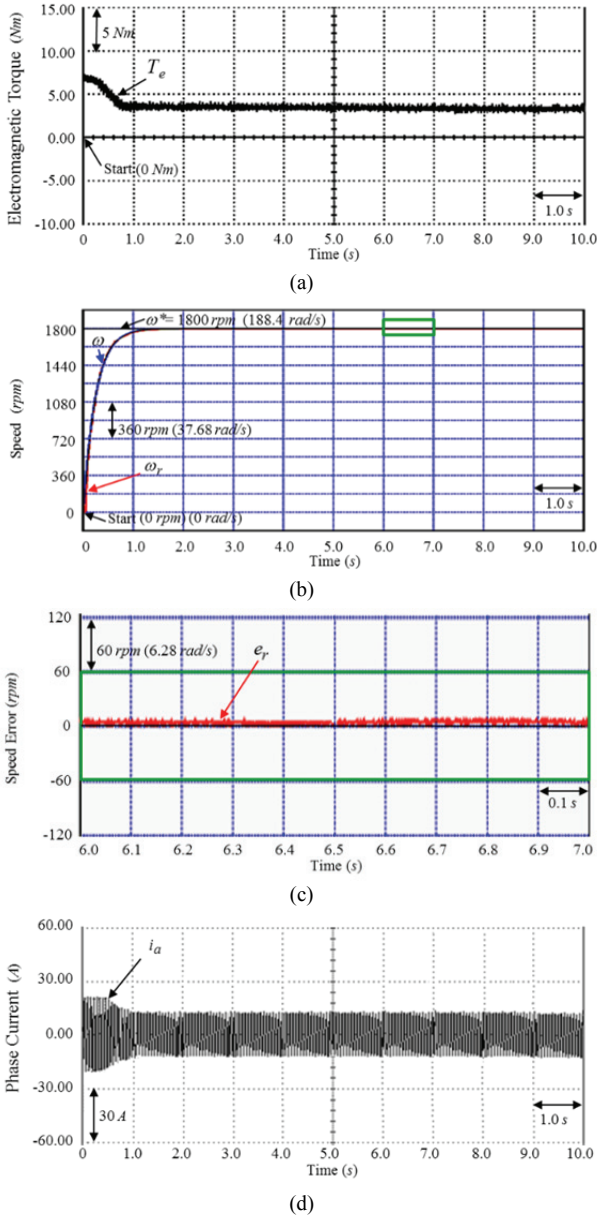 15.00
5 Nm
10.00
Te
5.00
0.00
Start (0 Nm)
-5.00
1.0 s
-10.00
0 1.0 2.0 3.0 4.0 5.0 6.0 7.0 8.0 9.0 10.0
Time (s)
Electromagnetic Torque (Nm)
(a)
ω*= 1800 rpm (188.4 rad/s)
1800
ω
1440
1080
360 rpm (37.68 rad/s)
720
ωr
360
1.0 s
Start (0 rpm) (0 rad/s)
0
0 1.0 2.0 3.0 4.0 5.0 6.0 7.0 8.0 9.0 10.0
Time (s)
Speed (rpm)
(b)
120
60 rpm (6.28 rad/s)
er
60
0
-60
0.1 s
-120
6.0 6.1 6.2 6.3 6.4 6.5 6.6 6.7 6.8 6.9 7.0
Time (s)
Speed Error (rpm)
(c)
60.00
ia
30.00
0.00
-30.00
30 A
1.0 s
-60.00
0 1.0 2.0 3.0 4.0 5.0 6.0 7.0 8.0 9.0 10.0
Time (s)
Phase Current (A)
(d)